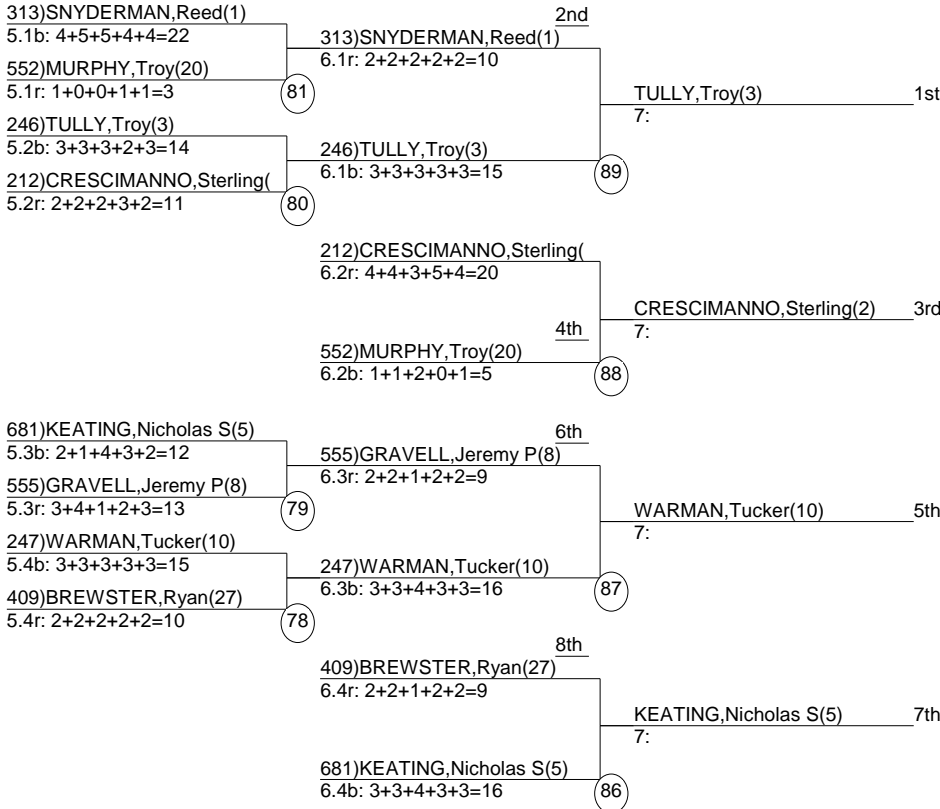 313)SNYDERMAN,Reed(1)
5.1b: 4+5+5+4+4=22
552)MURPHY,Troy(20)
5.1r: 1+0+0+1+1=3
81
246)TULLY,Troy(3)
5.2b: 3+3+3+2+3=14
212)CRESCIMANNO,Sterling(
5.2r: 2+2+2+3+2=11
80
2nd
313)SNYDERMAN,Reed(1)
6.1r: 2+2+2+2+2=10
246)TULLY,Troy(3)
6.1b: 3+3+3+3+3=15
89
TULLY,Troy(3)
1st
7:
212)CRESCIMANNO,Sterling(
6.2r: 4+4+3+5+4=20
4th
552)MURPHY,Troy(20)
6.2b: 1+1+2+0+1=5
88
CRESCIMANNO,Sterling(2)
3rd
7:
681)KEATING,Nicholas S(5)
5.3b: 2+1+4+3+2=12
555)GRAVELL,Jeremy P(8)
5.3r: 3+4+1+2+3=13
79
247)WARMAN,Tucker(10)
5.4b: 3+3+3+3+3=15
409)BREWSTER,Ryan(27)
5.4r: 2+2+2+2+2=10
78
6th
555)GRAVELL,Jeremy P(8)
6.3r: 2+2+1+2+2=9
247)WARMAN,Tucker(10)
6.3b: 3+3+4+3+3=16
87
WARMAN,Tucker(10)
5th
7:
8th
409)BREWSTER,Ryan(27)
6.4r: 2+2+1+2+2=9
681)KEATING,Nicholas S(5)
6.4b: 3+3+4+3+3=16
86
KEATING,Nicholas S(5)
7th
7: